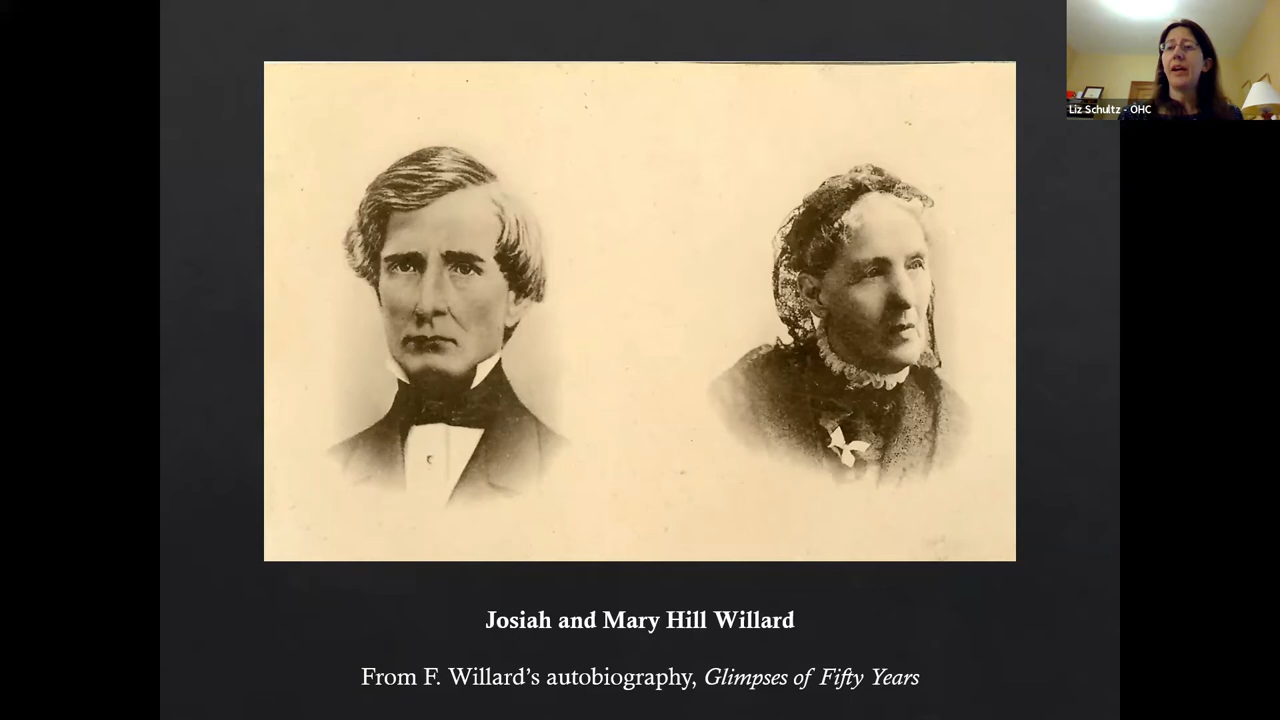 Liz Schultz - OHC
Josiah and Mary Hill Willard
From F. Willard’s autobiography, Glimpses of Fifty Years